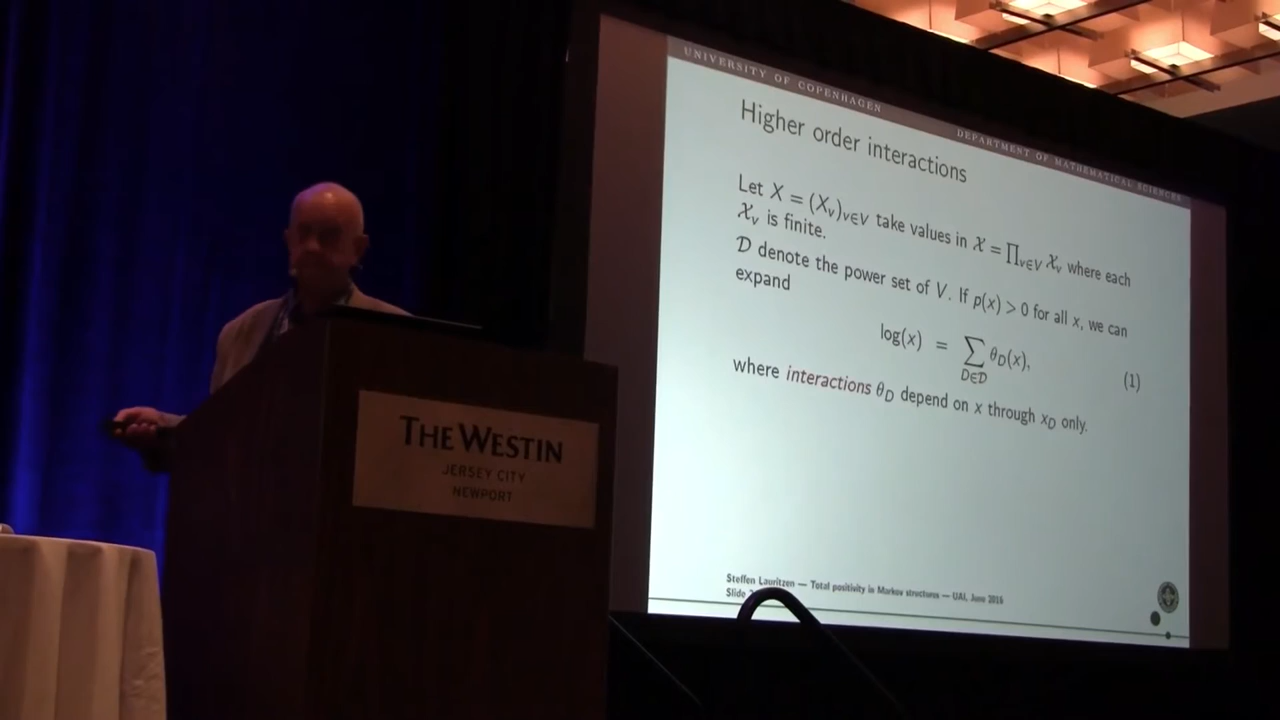 UNIVERSITY OF COPENHAGEN
DEPARTMENT OF MATHEMATICAL SCIENCES
Higher order interactions
Let X = (X_v)_{v∈V} take values in 𝒳 = ∏_{v∈V} 𝒳_v where each
𝒳_v is finite.
𝒟 denote the power set of V. If p(x) > 0 for all x, we can
expand
log(x) = ∑_{D∈𝒟} θ_D(x), (1)
where interactions θ_D depend on x through x_D only.
Steffen Lauritzen — Total positivity in Markov structures — UAI, June 2016
Slide
THE WESTIN
JERSEY CITY
NEWPORT